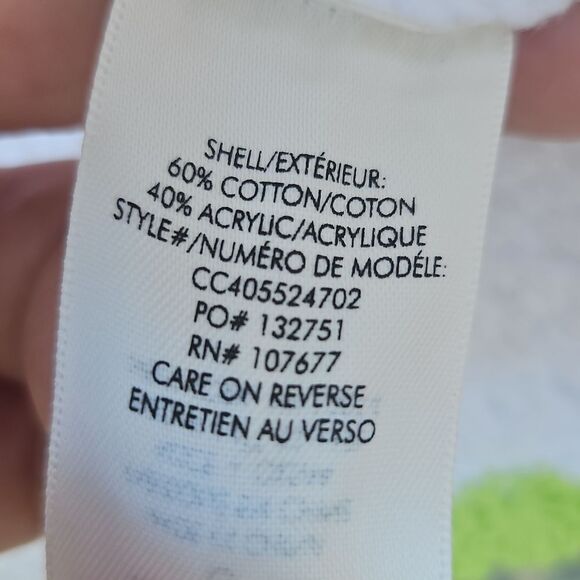 SHELL/EXTÉRIEUR:
60% COTTON/COTON
40% ACRYLIC/ACRYLIQUE
STYLE#/NUMÉRO DE MODÉLE:
CC405524702
PO# 132751
RN# 107677
CARE ON REVERSE
ENTRETIEN AU VERSO